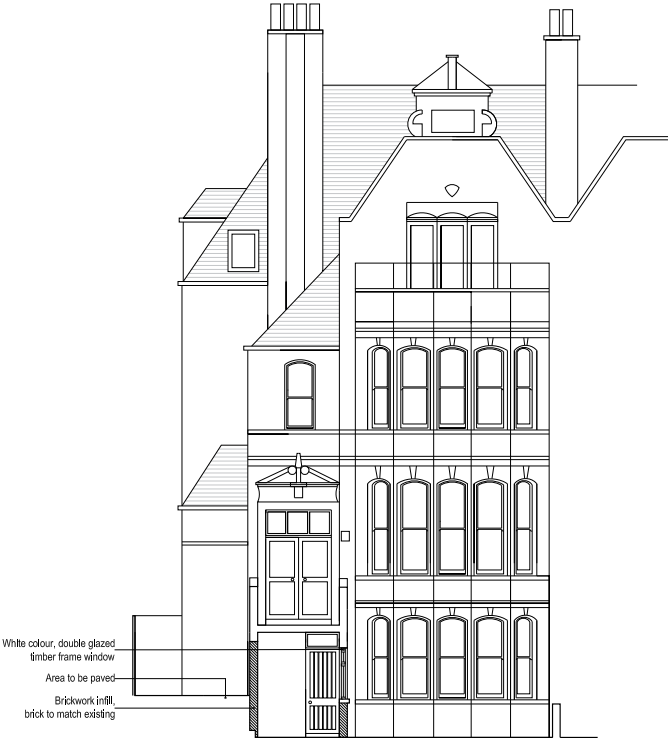 White colour, double glazed
timber frame window
Area to be paved
Brickwork infill,
brick to match existing